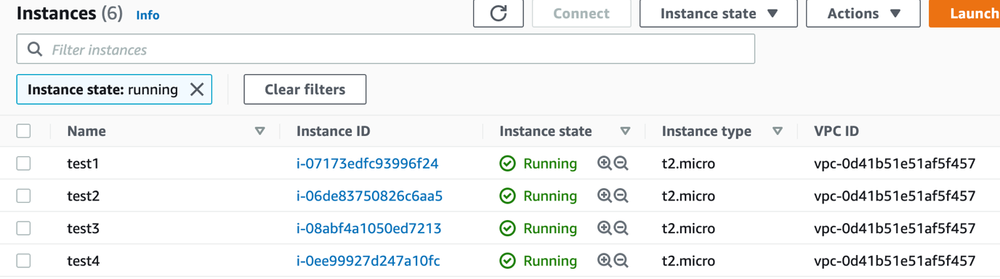 Instances (6) Info Connect Instance state Actions Launch
Filter instances
Instance state: running Clear filters
Name Instance ID Instance state Instance type VPC ID
test1 i-07173edfc93996f24 Running t2.micro vpc-0d41b51e51af5f457
test2 i-06de83750826c6aa5 Running t2.micro vpc-0d41b51e51af5f457
test3 i-08abf4a1050ed7213 Running t2.micro vpc-0d41b51e51af5f457
test4 i-0ee99927d247a10fc Running t2.micro vpc-0d41b51e51af5f457